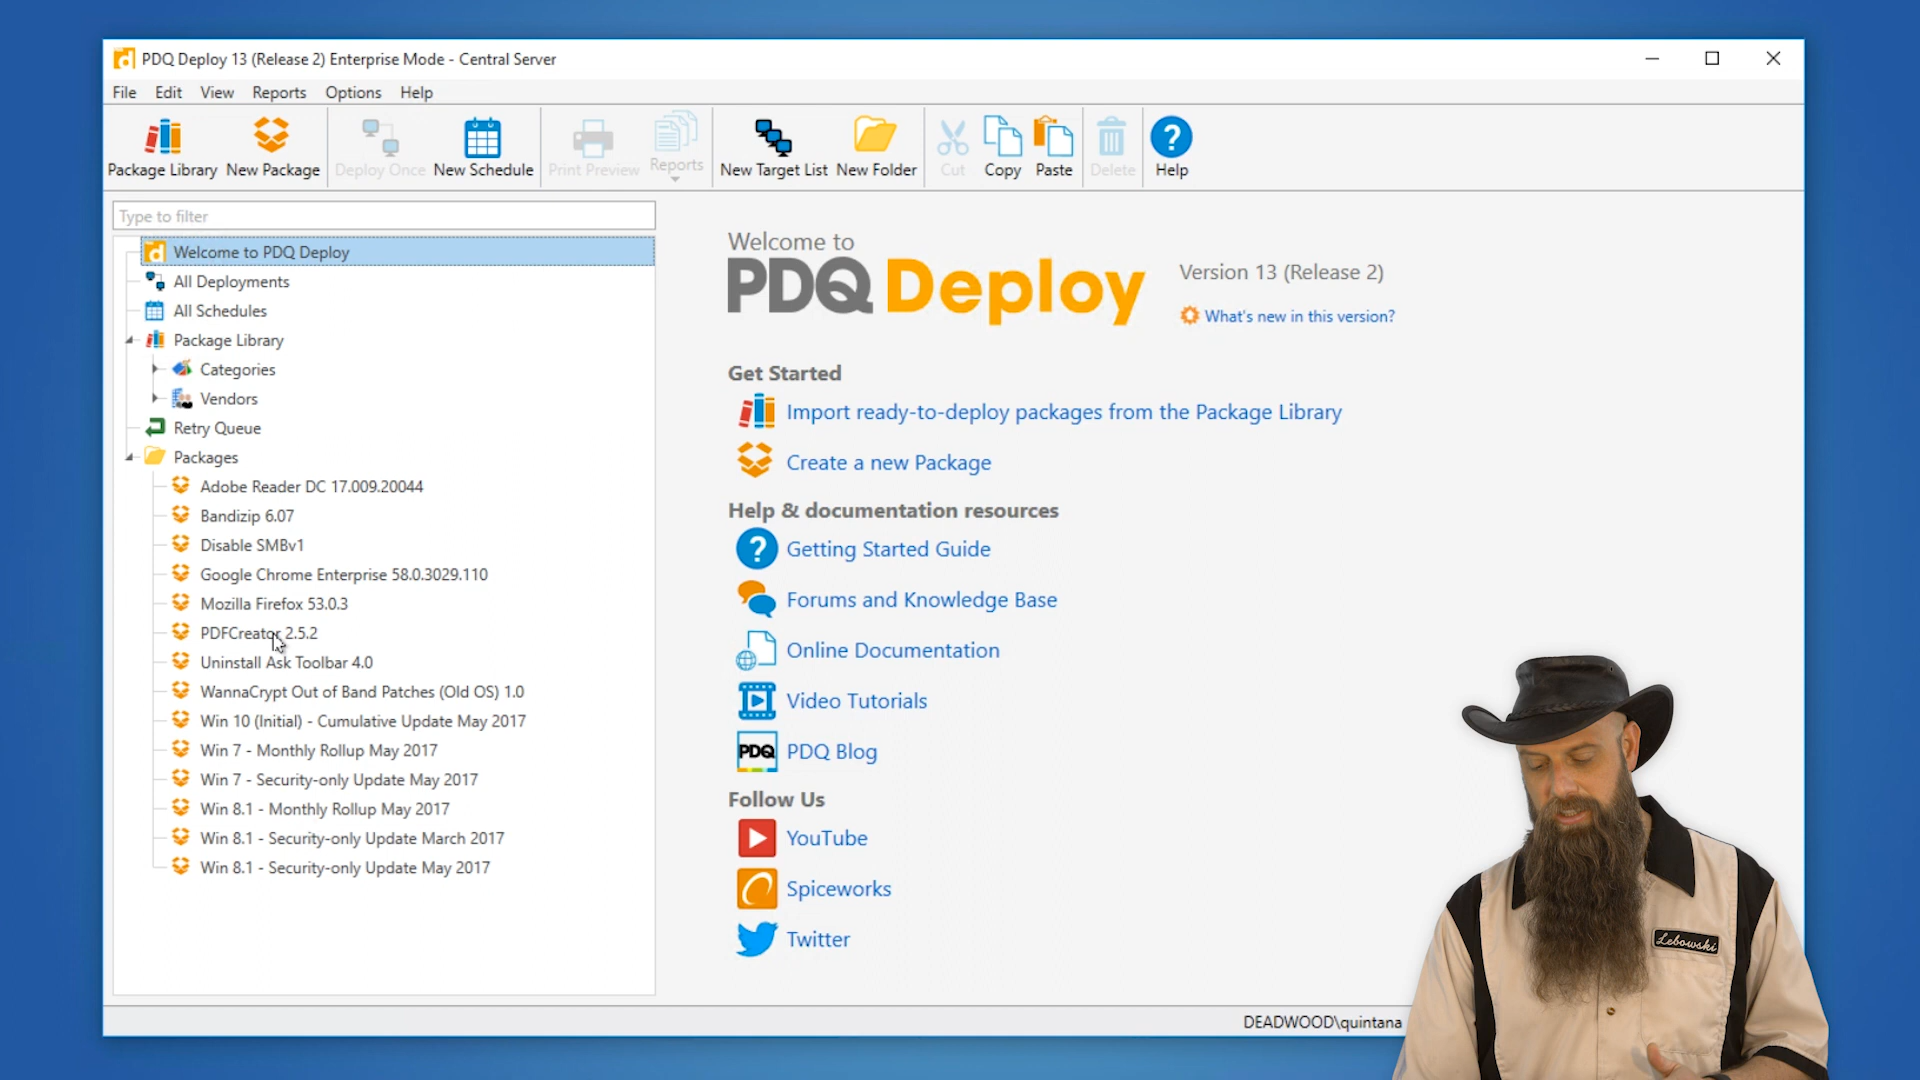 PDQ Deploy 13 (Release 2) Enterprise Mode - Central Server
File Edit View Reports Options Help
Package Library New Package Deploy Once New Schedule Print Preview Reports New Target List New Folder Cut Copy Paste Delete Help
Type to filter
Welcome to PDQ Deploy
All Deployments
All Schedules
Package Library
Categories
Vendors
Retry Queue
Packages
Adobe Reader DC 17.009.20044
Bandizip 6.07
Disable SMBv1
Google Chrome Enterprise 58.0.3029.110
Mozilla Firefox 53.0.3
PDFCreator 2.5.2
Uninstall Ask Toolbar 4.0
WannaCrypt Out of Band Patches (Old OS) 1.0
Win 10 (Initial) - Cumulative Update May 2017
Win 7 - Monthly Rollup May 2017
Win 7 - Security-only Update May 2017
Win 8.1 - Monthly Rollup May 2017
Win 8.1 - Security-only Update March 2017
Win 8.1 - Security-only Update May 2017
Welcome to
PDQ Deploy
Version 13 (Release 2)
What's new in this version?
Get Started
Import ready-to-deploy packages from the Package Library
Create a new Package
Help & documentation resources
Getting Started Guide
Forums and Knowledge Base
Online Documentation
Video Tutorials
PDQ PDQ Blog
Follow Us
YouTube
Spiceworks
Twitter
Lebowski
DEADWOOD\quintana